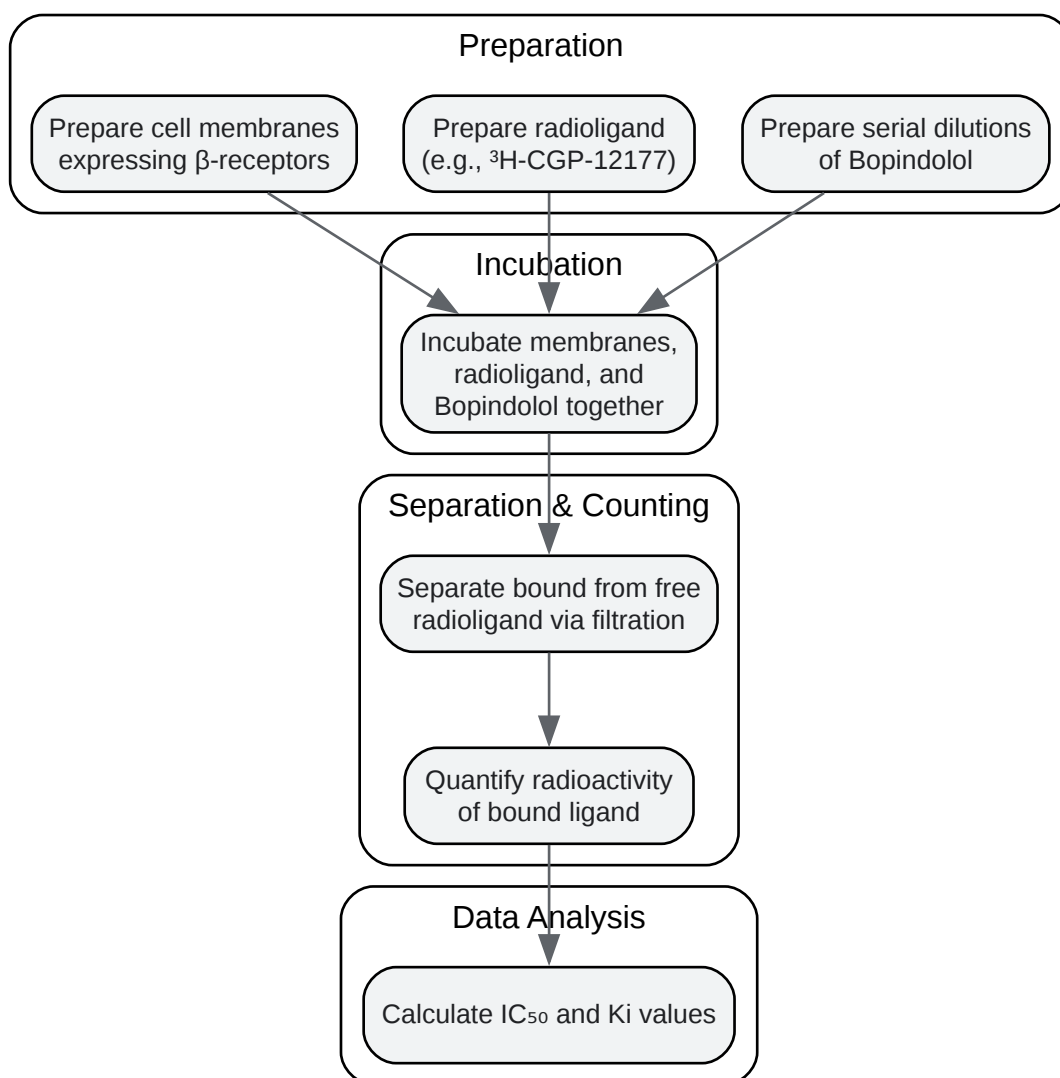 Preparation
Prepare cell membranes
expressing β-receptors
Prepare radioligand
(e.g., ³H-CGP-12177)
Prepare serial dilutions
of Bopindolol
Incubation
Incubate membranes,
radioligand, and
Bopindolol together
Separation & Counting
Separate bound from free
radioligand via filtration
Quantify radioactivity
of bound ligand
Data Analysis
Calculate IC₅₀ and Ki values